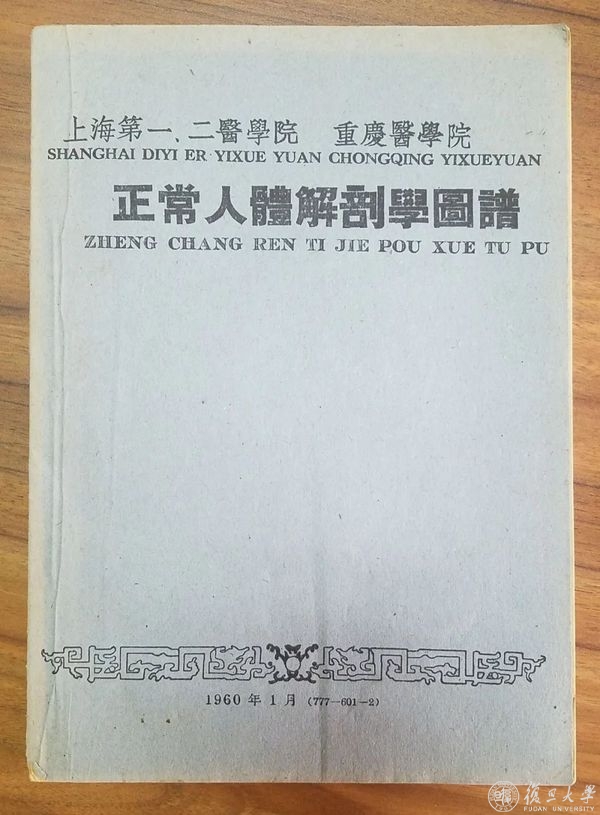 上海第一、二醫學院 重慶醫學院
SHANGHAI DIYI ER YIXUE YUAN CHONGQING YIXUEYUAN
正常人體解剖學圖譜
ZHENG CHANG REN TI JIE POU XUE TU PU
1960年1月 (777—601—2)
復旦大學
FUDAN UNIVERSITY